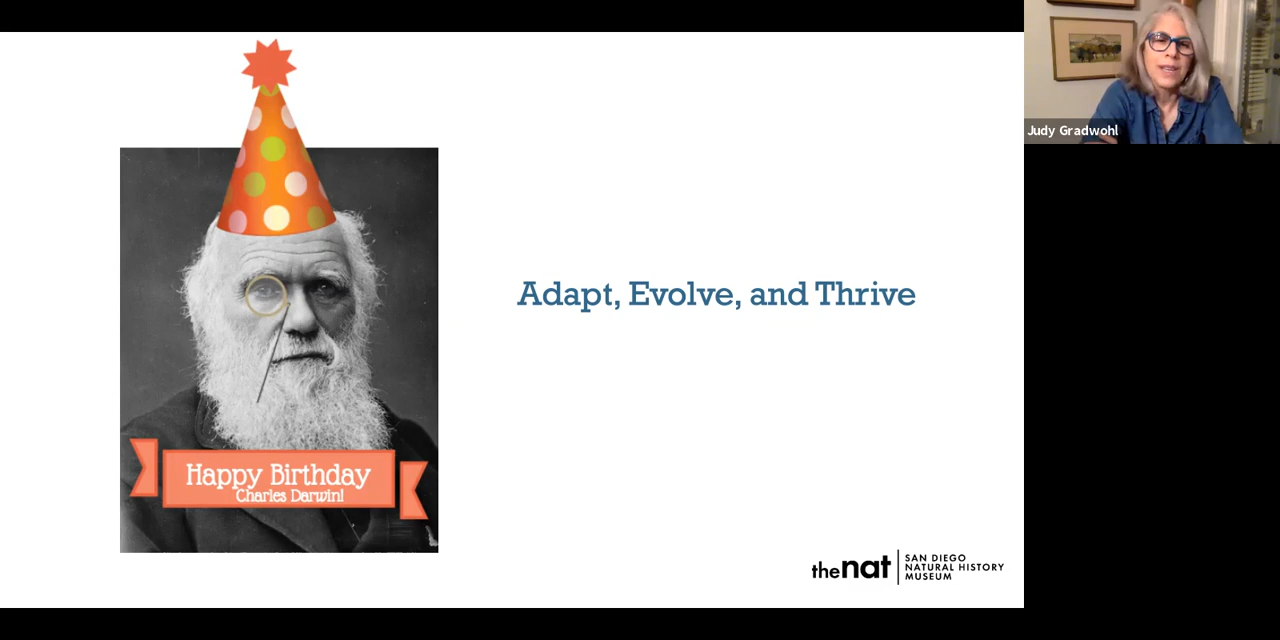 Judy Gradwohl
Adapt, Evolve, and Thrive
Happy Birthday
Charles Darwin!
thenat
SAN DIEGO
NATURAL HISTORY
MUSEUM